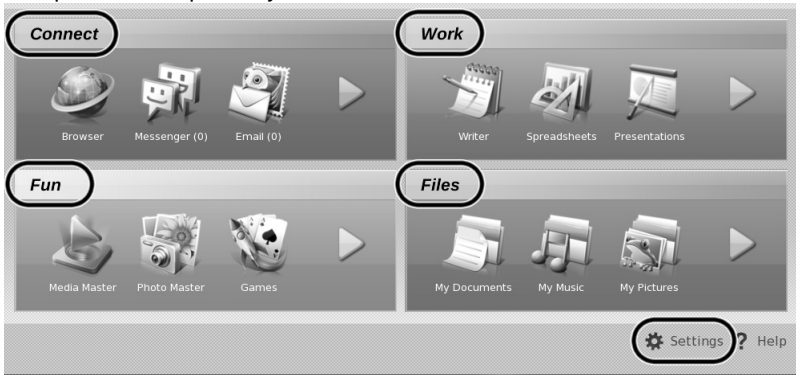 Connect
Work
Browser
Messenger (0)
Email (0)
Writer
Spreadsheets
Presentations
Fun
Files
Media Master
Photo Master
Games
My Documents
My Music
My Pictures
Settings
? Help